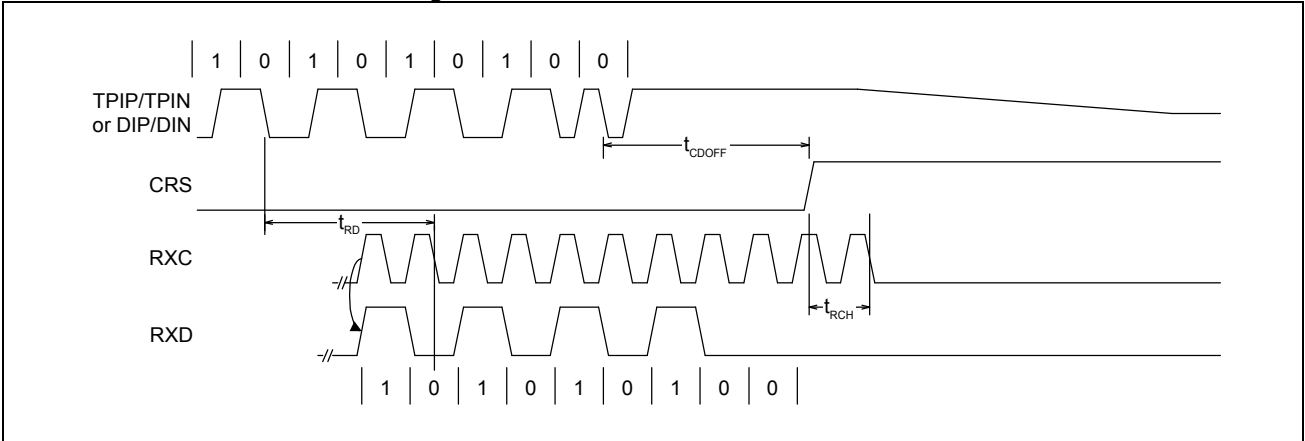 1 0 1 0 1 0 1 0 0
TPIP/TPIN
or DIP/DIN
tCDOFF
CRS
tRD
RXC
tRCH
RXD
1 0 1 0 1 0 1 0 0